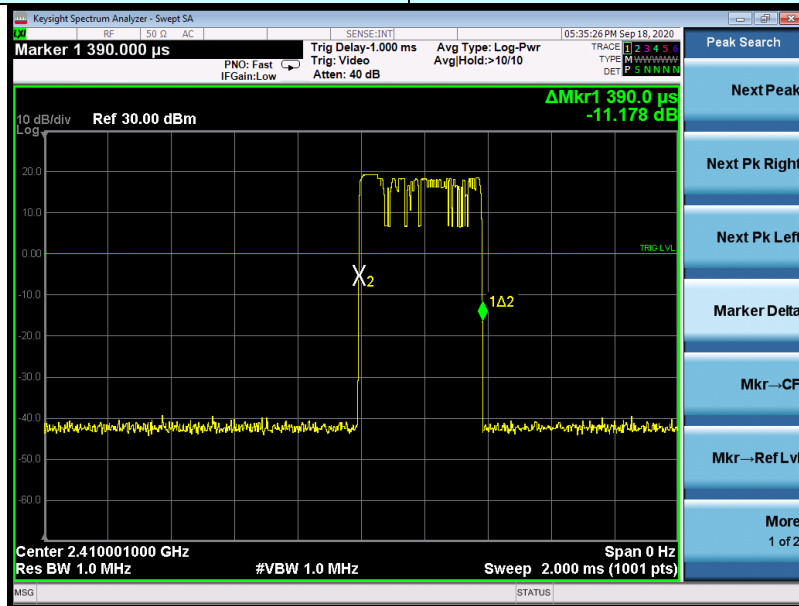 Keysight Spectrum Analyzer - Swept SA
LXI
RF
50 Ω
AC
SENSE:INT
05:35:26 PM Sep 18, 2020
Marker 1 390.000 µs
PNO: Fast
IFGain:Low
Trig Delay-1.000 ms
Trig: Video
Atten: 40 dB
Avg Type: Log-Pwr
Avg|Hold:>10/10
TRACE 1 2 3 4 5 6
TYPE M WWWWW
DET P S N N N N
Peak Search
Next Peak
Next Pk Right
Next Pk Left
Marker Delta
Mkr→CF
Mkr→Ref Lvl
More
1 of 2
ΔMkr1 390.0 µs
-11.178 dB
10 dB/div
Log
Ref 30.00 dBm
20.0
10.0
0.00
-10.0
-20.0
-30.0
-40.0
-50.0
-60.0
TRIG LVL
X2
1Δ2
Center 2.410001000 GHz
Span 0 Hz
Res BW 1.0 MHz
#VBW 1.0 MHz
Sweep 2.000 ms (1001 pts)
MSG
STATUS